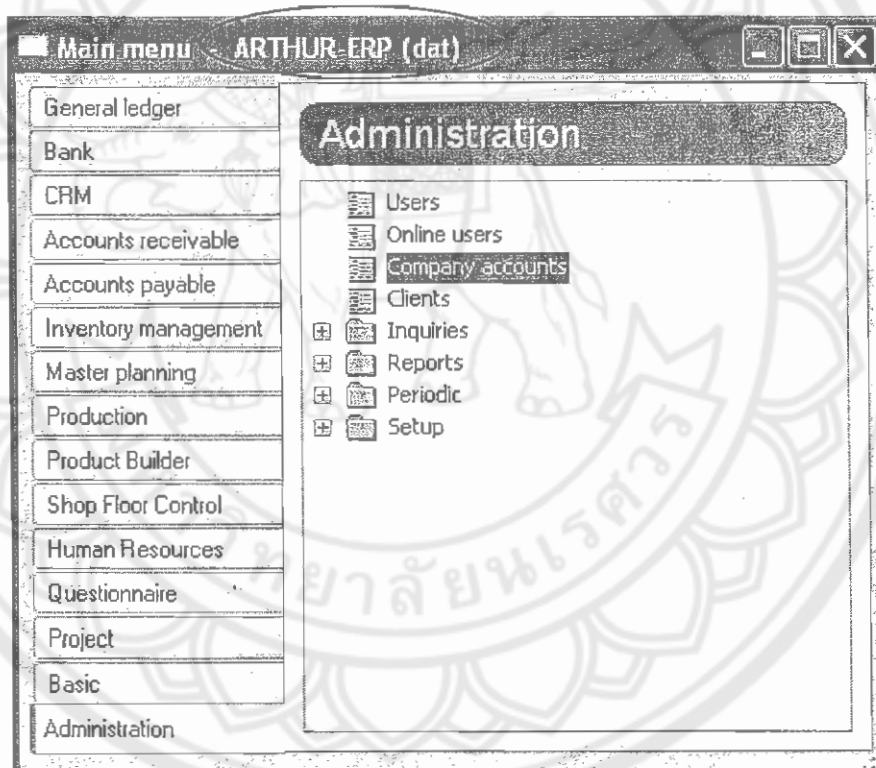 Main menu - ARTHUR-ERP (dat)
General ledger
Bank
CRM
Accounts receivable
Accounts payable
Inventory management
Master planning
Production
Product Builder
Shop Floor Control
Human Resources
Questionnaire
Project
Basic
Administration
Administration
Users
Online users
Company accounts
Clients
Inquiries
Reports
Periodic
Setup